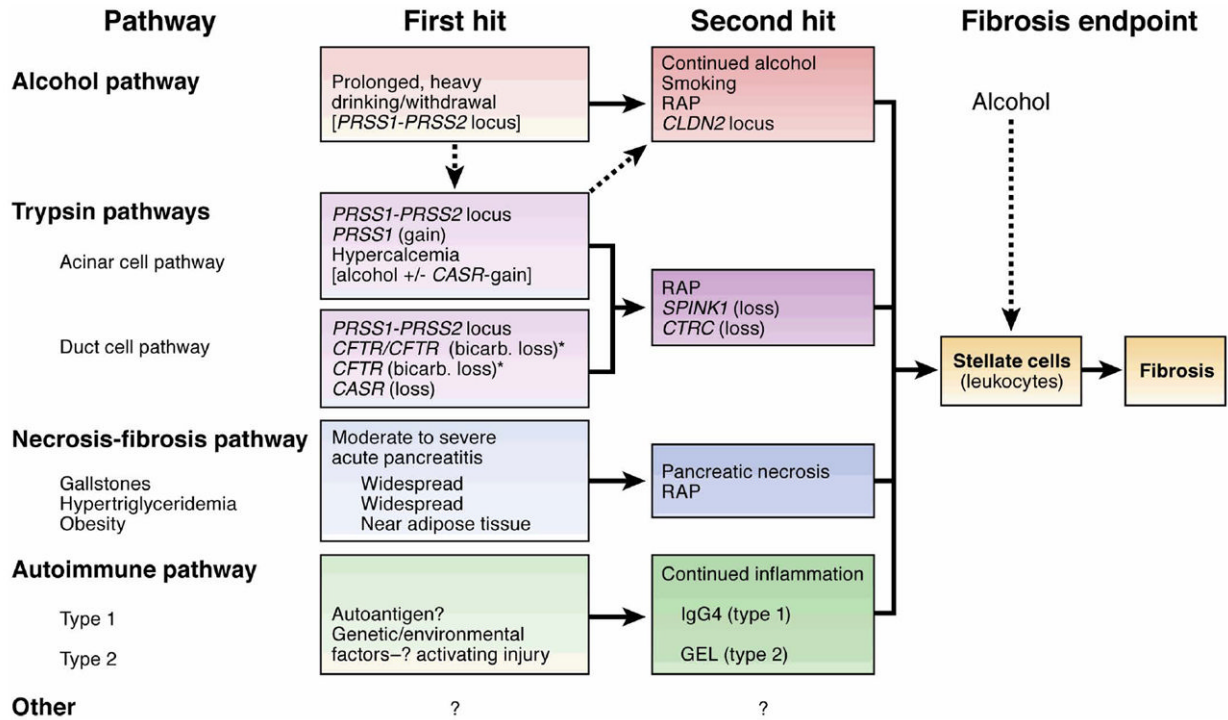 Pathway
First hit
Second hit
Fibrosis endpoint
Alcohol pathway
Prolonged, heavy
drinking/withdrawal
[PRSS1-PRSS2 locus]
Continued alcohol
Smoking
RAP
CLDN2 locus
Alcohol
Trypsin pathways
Acinar cell pathway
PRSS1-PRSS2 locus
PRSS1 (gain)
Hypercalcemia
[alcohol +/- CASR-gain]
Duct cell pathway
PRSS1-PRSS2 locus
CFTR/CFTR (bicarb. loss)*
CFTR (bicarb. loss)*
CASR (loss)
RAP
SPINK1 (loss)
CTRC (loss)
Stellate cells
(leukocytes)
Fibrosis
Necrosis-fibrosis pathway
Gallstones
Hypertriglyceridemia
Obesity
Moderate to severe
acute pancreatitis
Widespread
Widespread
Near adipose tissue
Pancreatic necrosis
RAP
Autoimmune pathway
Type 1
Type 2
Autoantigen?
Genetic/environmental
factors–? activating injury
Continued inflammation
IgG4 (type 1)
GEL (type 2)
Other
?
?